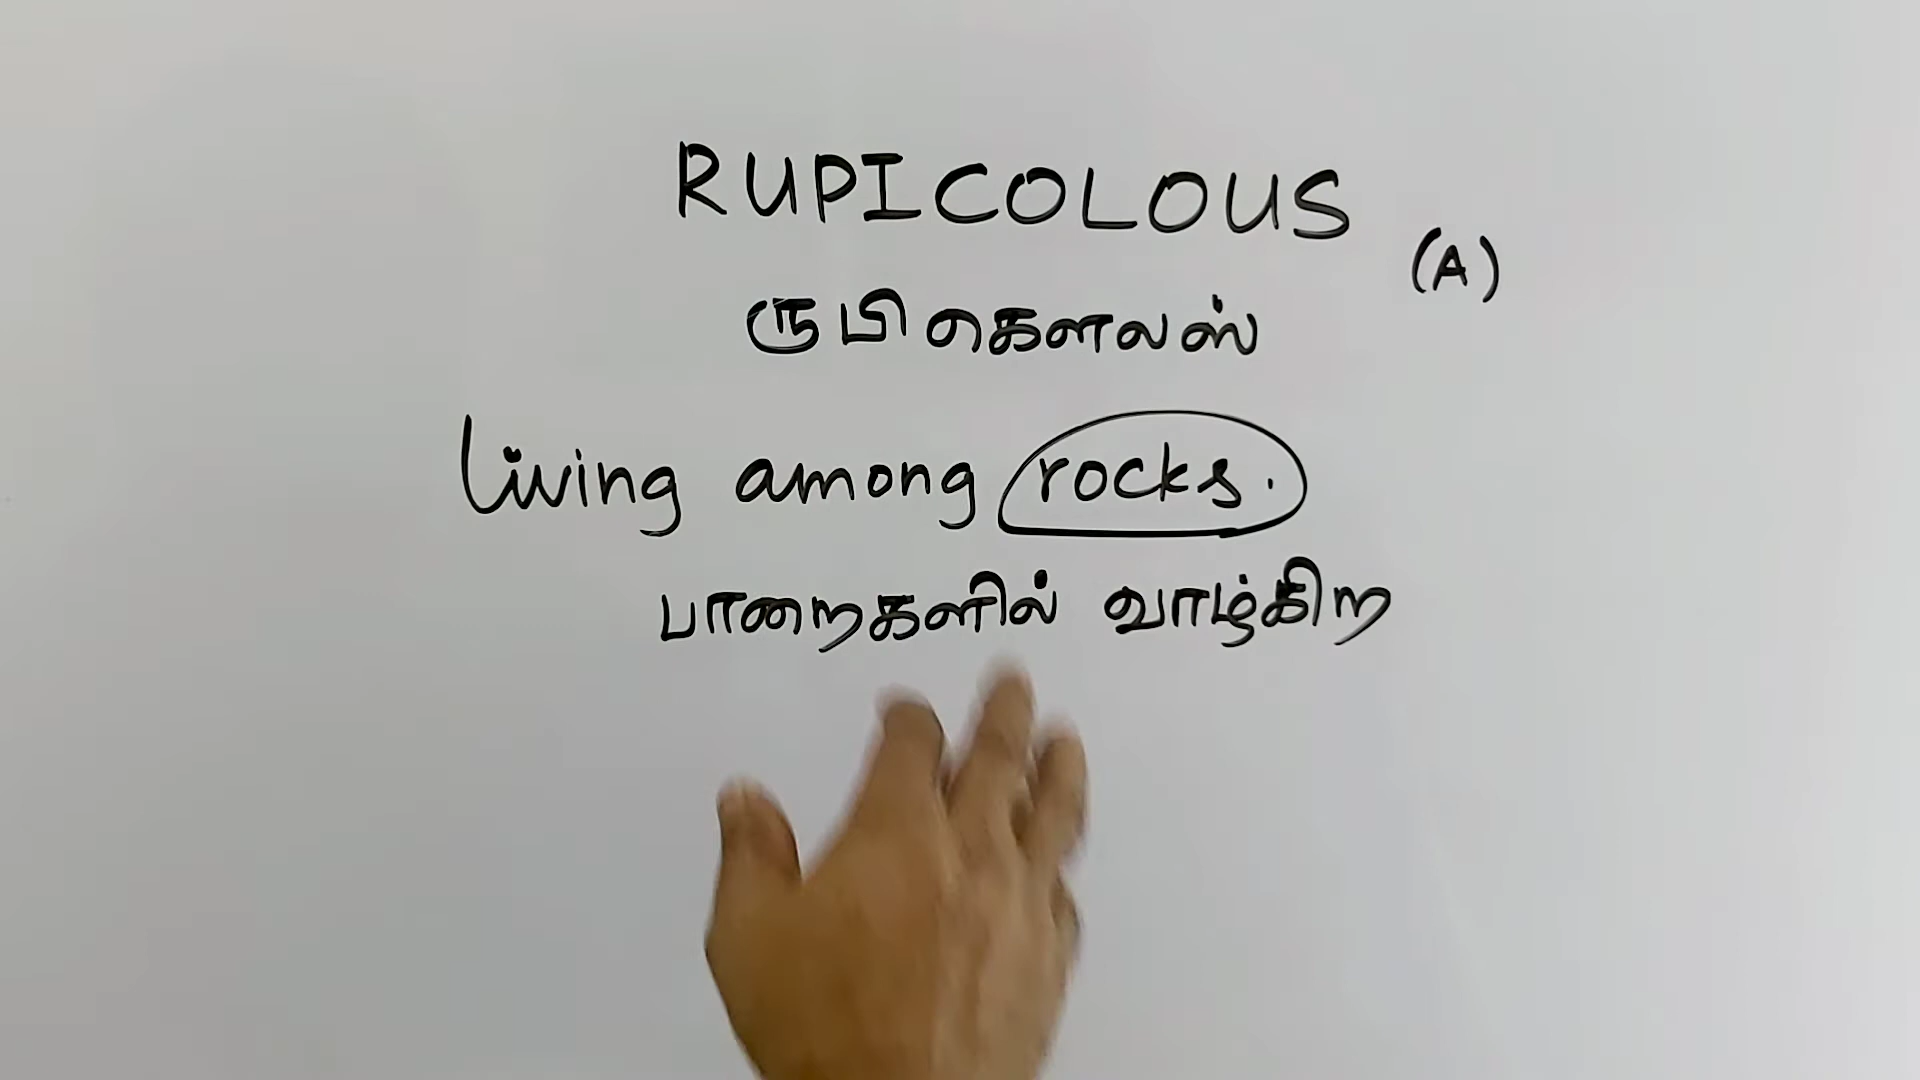 RUPICOLOUS
(A)
ரூபிகௌலஸ்
Living among rocks.
பாறைகளில் வாழ்கிற